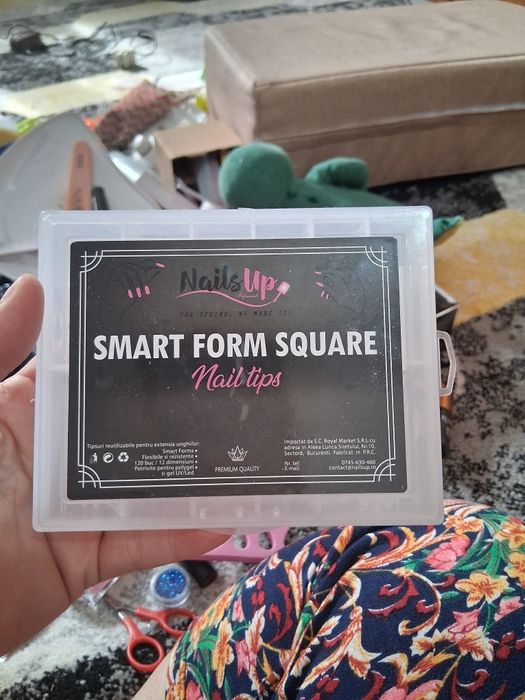 NailsUp
YOU DESIRE, WE MADE IT!
SMART FORM SQUARE
Nail tips
Tipsuri reutilizabile pentru extensia unghiilor:
Smart Forms •
Flexibile si rezistente •
120 buc / 12 dimensiuni •
Potrivite pentru polygel •
si gel UV/Led
PREMIUM QUALITY
Importat de S.C. Royal Market S.R.L cu
adresa in Aleea Lunca Siretului, Nr.10,
Sector6, Bucuresti. Fabricat in P.R.C.
Nr. tel: 0745-630-460
E-mail: contact@nailsup.ro